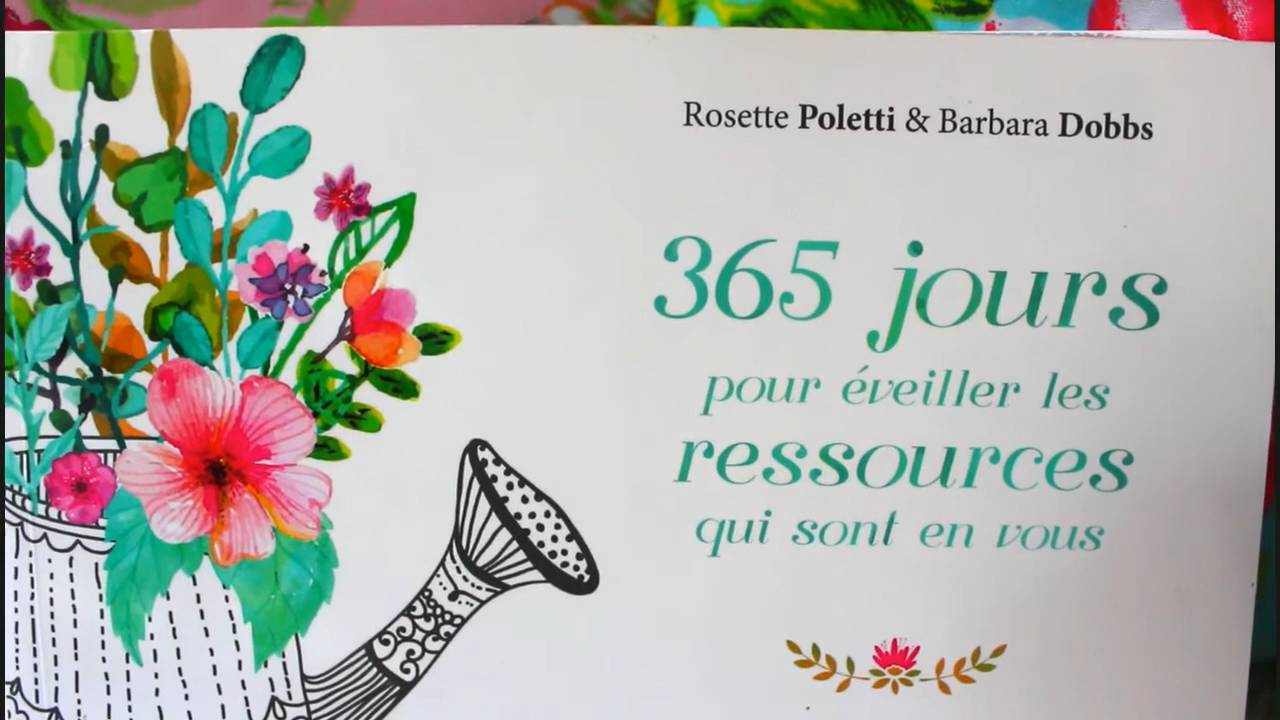 Rosette Poletti & Barbara Dobbs
365 jours
pour éveiller les
ressources
qui sont en vous